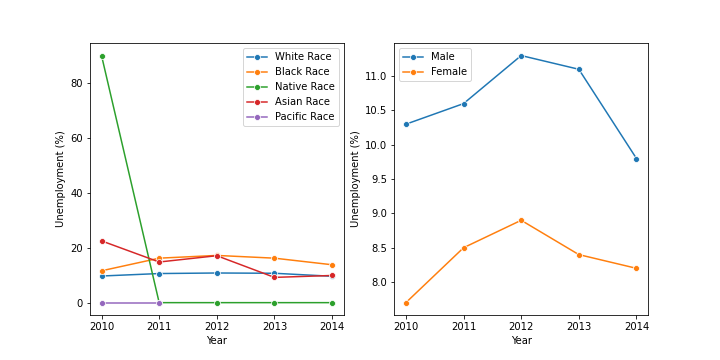 White Race
Black Race
Native Race
Asian Race
Pacific Race
80
60
40
20
0
Unemployment (%)
2010 2011 2012 2013 2014
Year
Male
Female
11.0
10.5
10.0
9.5
9.0
8.5
8.0
Unemployment (%)
2010 2011 2012 2013 2014
Year